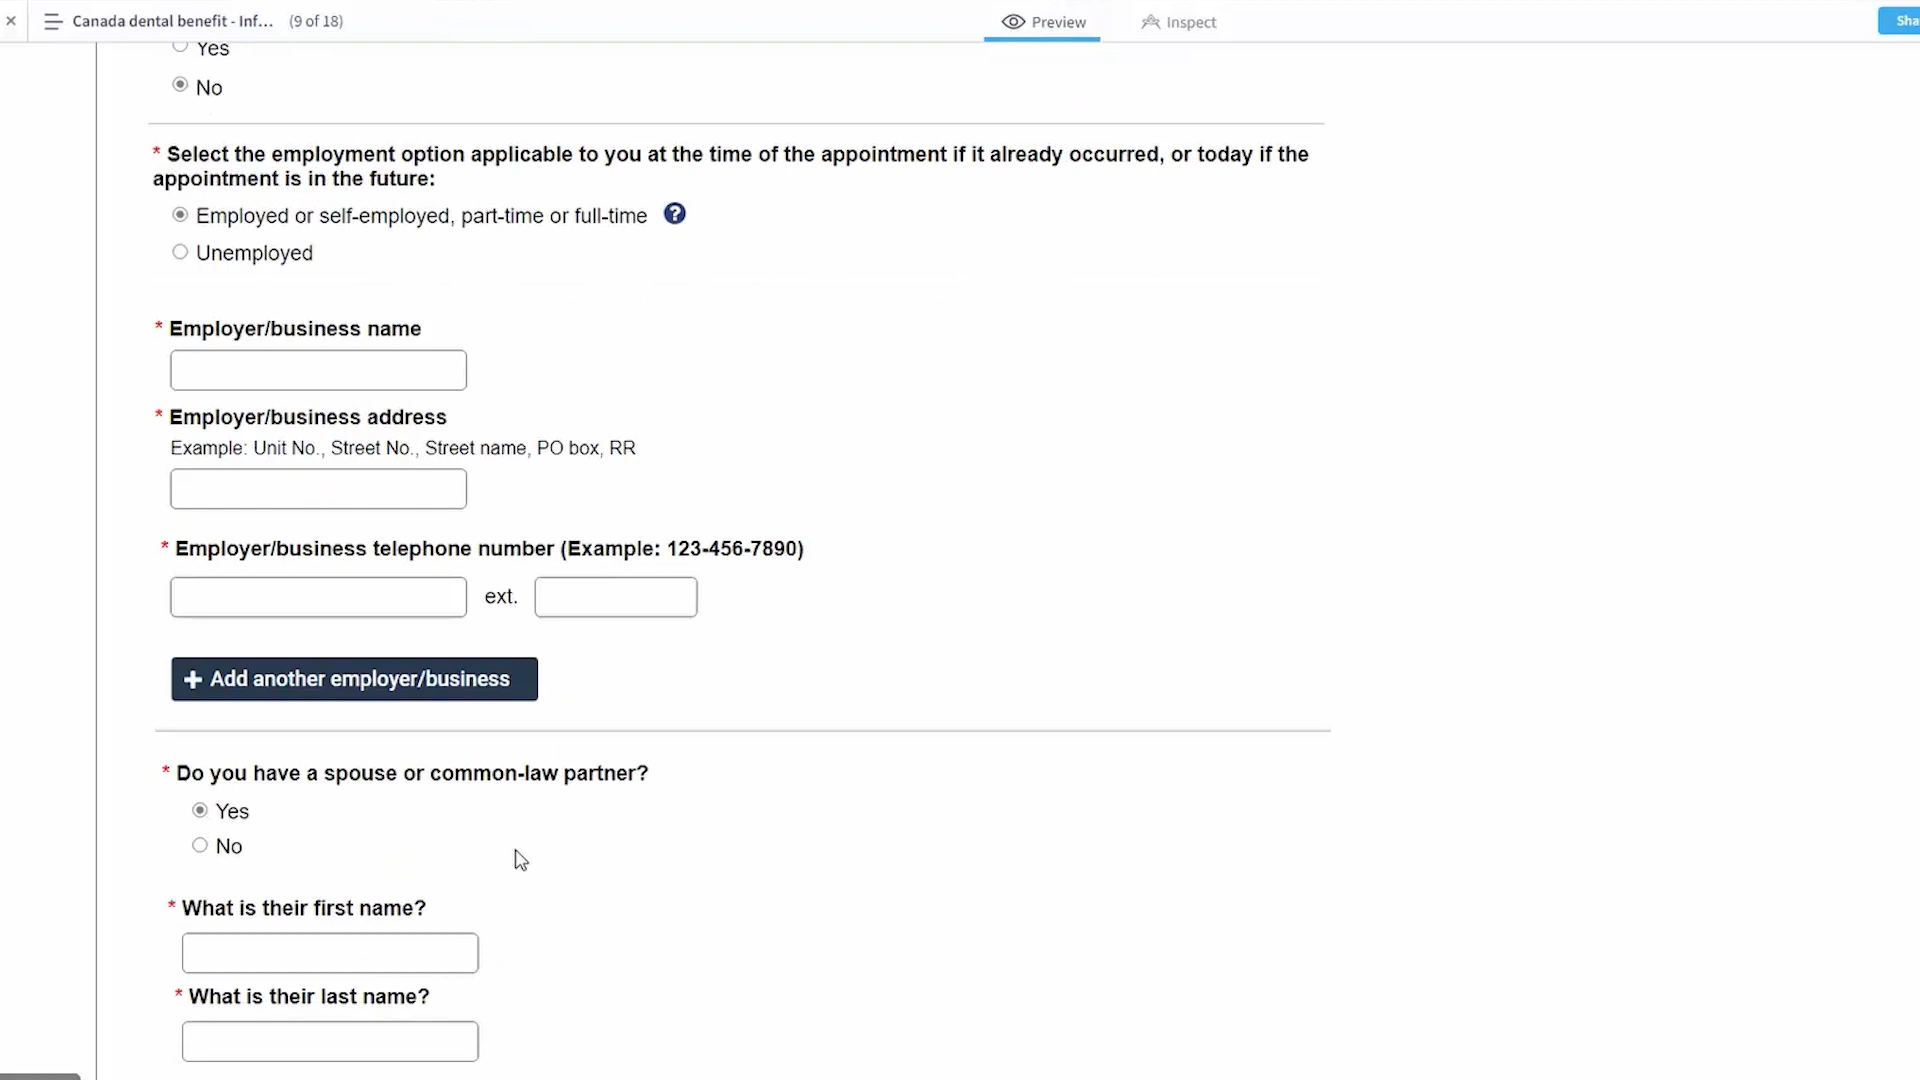 Canada dental benefit - Inf... (9 of 18)
Preview
Inspect
Sha
Yes
No
* Select the employment option applicable to you at the time of the appointment if it already occurred, or today if the
appointment is in the future:
Employed or self-employed, part-time or full-time ?
Unemployed
* Employer/business name
* Employer/business address
Example: Unit No., Street No., Street name, PO box, RR
* Employer/business telephone number (Example: 123-456-7890)
ext.
+ Add another employer/business
* Do you have a spouse or common-law partner?
Yes
No
* What is their first name?
* What is their last name?